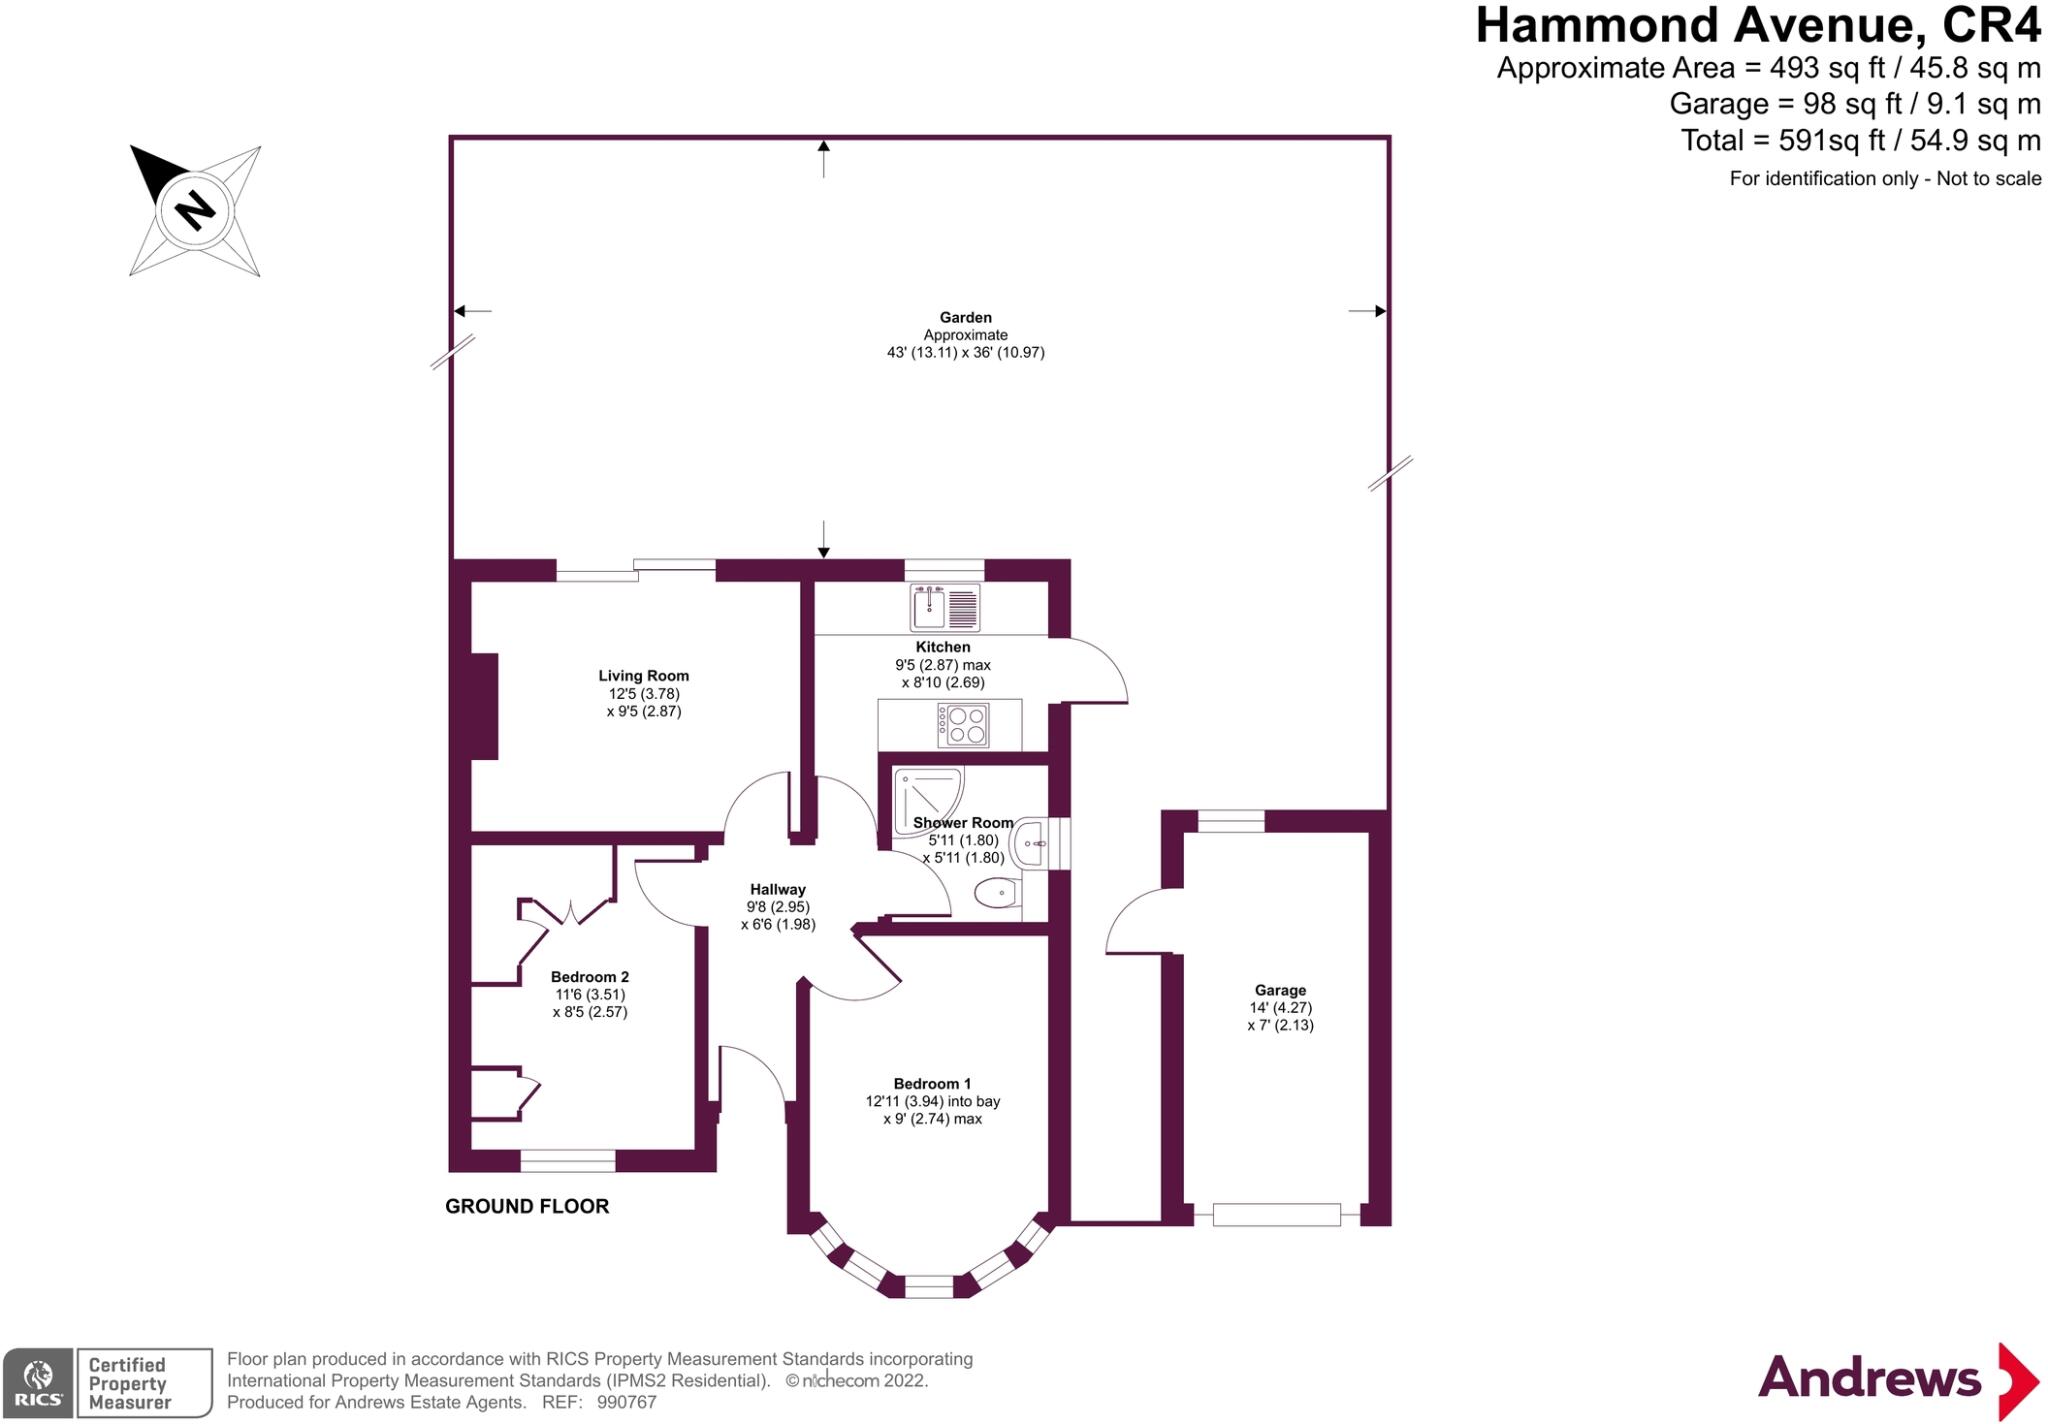 Hammond Avenue, CR4
Approximate Area = 493 sq ft / 45.8 sq m
Garage = 98 sq ft / 9.1 sq m
Total = 591sq ft / 54.9 sq m
For identification only - Not to scale
N
Garden
Approximate
43' (13.11) x 36' (10.97)
Living Room
12'5 (3.78)
x 9'5 (2.87)
Kitchen
9'5 (2.87) max
x 8'10 (2.69)
Shower Room
5'11 (1.80)
x 5'11 (1.80)
Hallway
9'8 (2.95)
x 6'6 (1.98)
Bedroom 2
11'6 (3.51)
x 8'5 (2.57)
Garage
14' (4.27)
x 7' (2.13)
Bedroom 1
12'11 (3.94) into bay
x 9' (2.74) max
GROUND FLOOR
RICS
Certified
Property
Measurer
Floor plan produced in accordance with RICS Property Measurement Standards incorporating
International Property Measurement Standards (IPMS2 Residential). © nichecom 2022.
Produced for Andrews Estate Agents. REF: 990767
Andrews